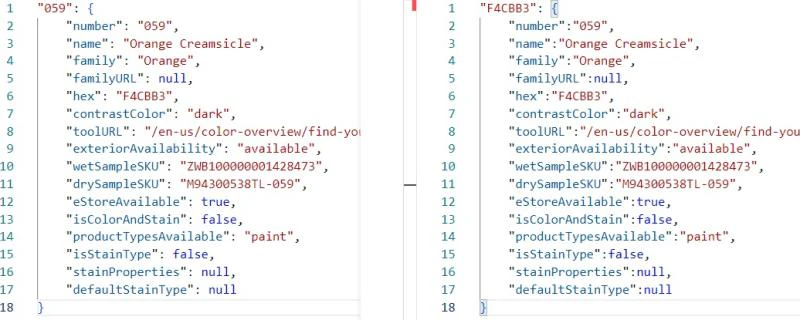 1 "059": {
2 "number": "059",
3 "name": "Orange Creamsicle",
4 "family": "Orange",
5 "familyURL": null,
6 "hex": "F4CBB3",
7 "contrastColor": "dark",
8 "toolURL": "/en-us/color-overview/find-you
9 "exteriorAvailability": "available",
10 "wetSampleSKU": "ZWB100000001428473",
11 "drySampleSKU": "M94300538TL-059",
12 "eStoreAvailable": true,
13 "isColorAndStain": false,
14 "productTypesAvailable": "paint",
15 "isStainType": false,
16 "stainProperties": null,
17 "defaultStainType": null
18 }
1 "F4CBB3": {
2 "number":"059",
3 "name":"Orange Creamsicle",
4 "family":"Orange",
5 "familyURL":null,
6 "hex":"F4CBB3",
7 "contrastColor":"dark",
8 "toolURL":"/en-us/color-overview/find-you
9 "exteriorAvailability":"available",
10 "wetSampleSKU":"ZWB100000001428473",
11 "drySampleSKU":"M94300538TL-059",
12 "eStoreAvailable":true,
13 "isColorAndStain":false,
14 "productTypesAvailable":"paint",
15 "isStainType":false,
16 "stainProperties":null,
17 "defaultStainType":null
18 }